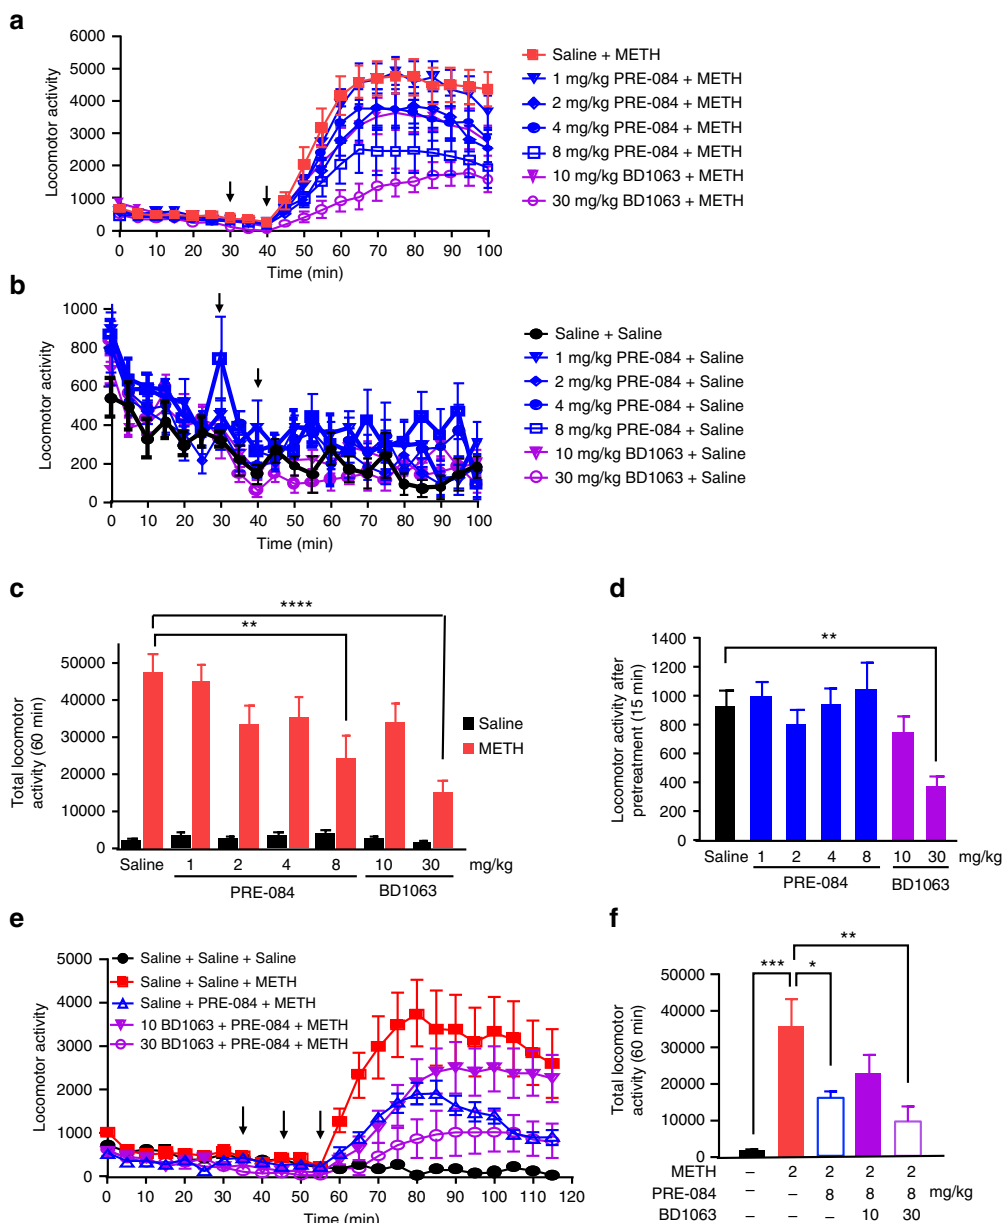 a
6000
5000
4000
3000
2000
1000
0
Locomotor activity
0 10 20 30 40 50 60 70 80 90 100
Time (min)
Saline + METH
1 mg/kg PRE-084 + METH
2 mg/kg PRE-084 + METH
4 mg/kg PRE-084 + METH
8 mg/kg PRE-084 + METH
10 mg/kg BD1063 + METH
30 mg/kg BD1063 + METH
b
1000
800
600
400
200
0
Locomotor activity
0 10 20 30 40 50 60 70 80 90 100
Time (min)
Saline + Saline
1 mg/kg PRE-084 + Saline
2 mg/kg PRE-084 + Saline
4 mg/kg PRE-084 + Saline
8 mg/kg PRE-084 + Saline
10 mg/kg BD1063 + Saline
30 mg/kg BD1063 + Saline
c
****
**
50000
40000
30000
20000
10000
0
Total locomotor
activity (60 min)
Saline
METH
Saline 1 2 4 8 10 30 mg/kg
PRE-084 BD1063
d
**
1400
1200
1000
800
600
400
200
0
Locomotor activity after
pretreatment (15 min)
Saline 1 2 4 8 10 30 mg/kg
PRE-084 BD1063
e
5000
4000
3000
2000
1000
0
Locomotor activity
Saline + Saline + Saline
Saline + Saline + METH
Saline + PRE-084 + METH
10 BD1063 + PRE-084 + METH
30 BD1063 + PRE-084 + METH
0 10 20 30 40 50 60 70 80 90 100 110 120
Time (min)
f
**
*** *
50000
40000
30000
20000
10000
0
Total locomotor
activity (60 min)
METH – 2 2 2 2
PRE-084 – – 8 8 8 mg/kg
BD1063 – – – 10 30